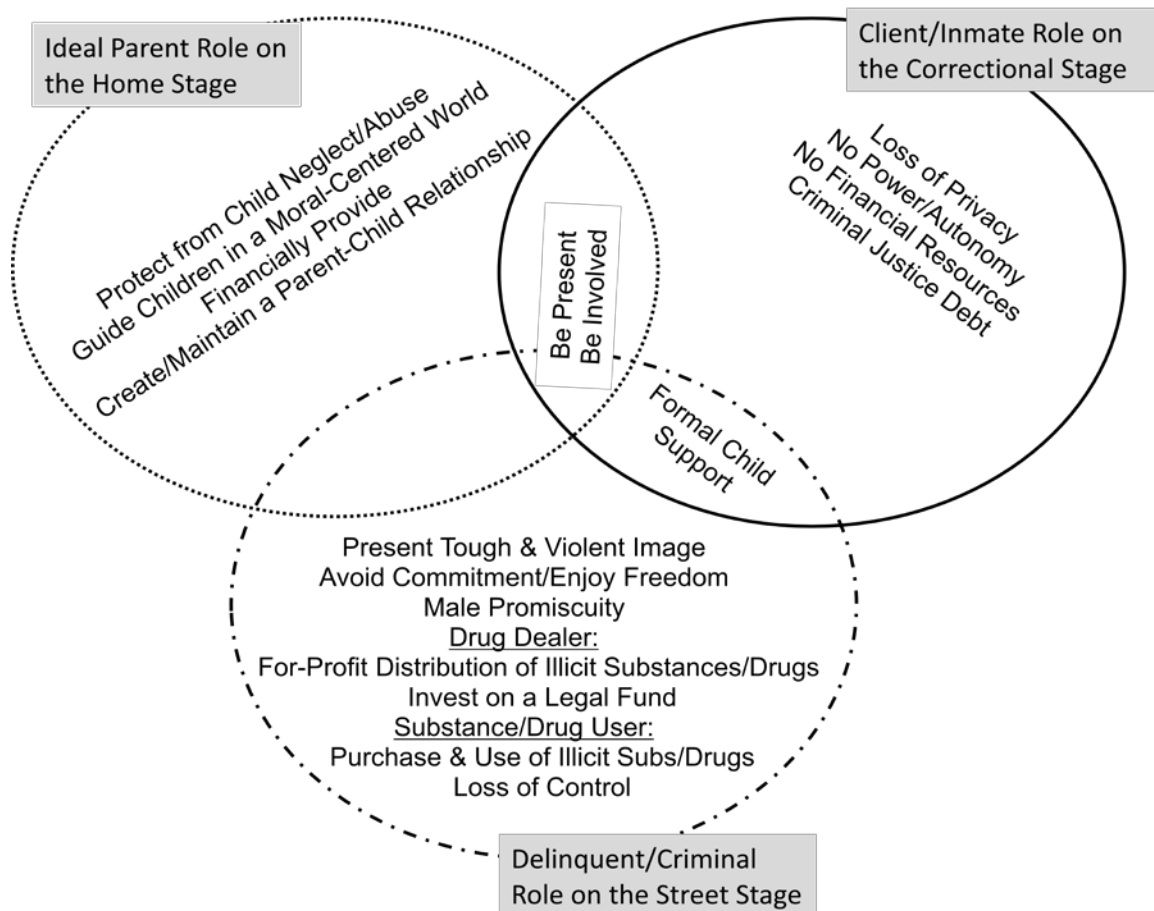 Ideal Parent Role on
the Home Stage
Client/Inmate Role on
the Correctional Stage
Protect from Child Neglect/Abuse
Guide Children in a Moral-Centered World
Financially Provide
Create/Maintain a Parent-Child Relationship
Loss of Privacy
No Power/Autonomy
No Financial Resources
Criminal Justice Debt
Be Present
Be Involved
Formal Child
Support
Present Tough & Violent Image
Avoid Commitment/Enjoy Freedom
Male Promiscuity
Drug Dealer:
For-Profit Distribution of Illicit Substances/Drugs
Invest on a Legal Fund
Substance/Drug User:
Purchase & Use of Illicit Subs/Drugs
Loss of Control
Delinquent/Criminal
Role on the Street Stage